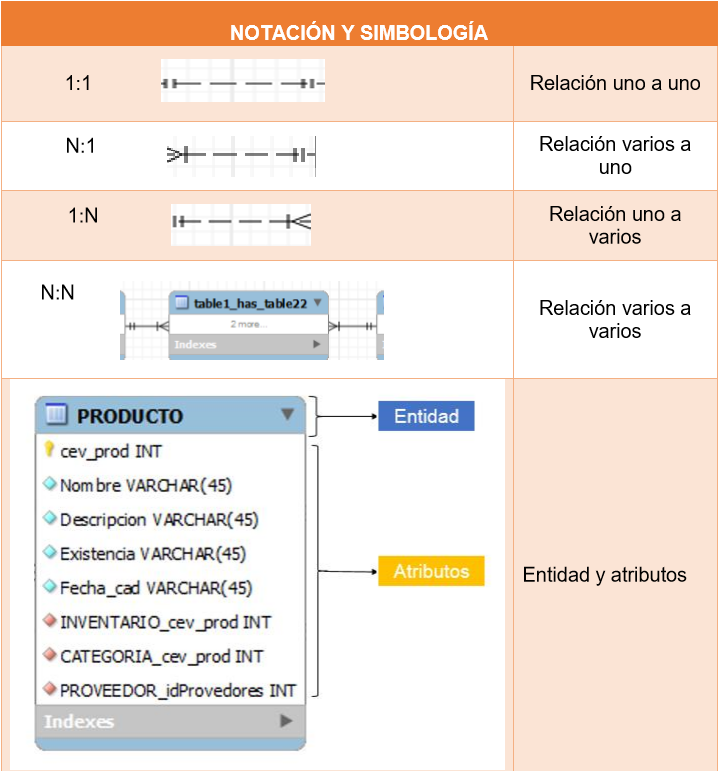 NOTACIÓN Y SIMBOLOGÍA
1:1
Relación uno a uno
N:1
Relación varios a
uno
1:N
Relación uno a
varios
N:N
table1_has_table22
2 more...
Indexes
Relación varios a
varios
PRODUCTO
Entidad
cev_prod INT
Nombre VARCHAR(45)
Descripcion VARCHAR(45)
Existencia VARCHAR(45)
Fecha_cad VARCHAR(45)
INVENTARIO_cev_prod INT
CATEGORIA_cev_prod INT
PROVEEDOR_idProvedores INT
Indexes
Atributos
Entidad y atributos